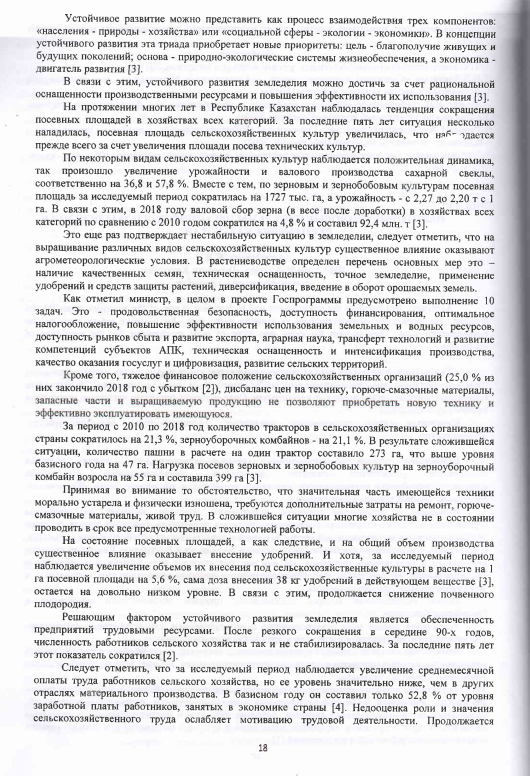 Устойчивое развитие можно представить как процесс взаимодействия трех компонентов:
«населения - природы - хозяйства» или «социальной сферы - экологии - экономики». В концепции
устойчивого развития эта триада приобретает новые приоритеты: цель - благополучие живущих и
будущих поколений; основа - природно-экологические системы жизнеобеспечения, а экономика -
двигатель развития [3].
В связи с этим, устойчивого развития земледелия можно достичь за счет рациональной
оснащенности производственными ресурсами и повышения эффективности их использования [3].
На протяжении многих лет в Республике Казахстан наблюдалась тенденция сокращения
посевных площадей в хозяйствах всех категорий. За последние пять лет ситуация несколько
наладилась, посевная площадь сельскохозяйственных культур увеличилась, что
прежде всего за счет увеличения площади посева технических культур.
По некоторым видам сельскохозяйственных культур наблюдается положительная динамика,
так произошло увеличение урожайности и валового производства сахарной свеклы,
соответственно на 36,8 и 57,8 %. Вместе с тем, по зерновым и зернобобовым культурам посевная
площадь за исследуемый период сократилась на 1727 тыс. га, а урожайность - с 2,27 до 2,20 т с 1
га. В связи с этим, в 2018 году валовой сбор зерна (в весе после доработки) в хозяйствах всех
категорий по сравнению с 2010 годом сократился на 4,8 % и составил 92,4 млн. т [3].
Это еще раз подтверждает нестабильную ситуацию в земледелии, следует отметить, что на
выращивание различных видов сельскохозяйственных культур существенное влияние оказывают
агрометеорологические условия. В растениеводстве определен перечень основных мер это –
наличие качественных семян, техническая оснащенность, точное земледелие, применение
удобрений и средств защиты растений, диверсификация, введение в оборот орошаемых земель.
Как отметил министр, в целом в проекте Госпрограммы предусмотрено выполнение 10
задач. Это - продовольственная безопасность, доступность финансирования, оптимальное
налогообложение, повышение эффективности использования земельных и водных ресурсов,
доступность рынков сбыта и развитие экспорта, аграрная наука, трансферт технологий и развитие
компетенций субъектов АПК, техническая оснащенность и интенсификация производства,
качество оказания госуслуг и цифровизация, развитие сельских территорий.
Кроме того, тяжелое финансовое положение сельскохозяйственных организаций (25,0 % из
них закончило 2018 год с убытком [2]), дисбаланс цен на технику, горюче-смазочные материалы,
запасные части и выращиваемую продукцию не позволяют приобретать новую технику и
эффективно эксплуатировать имеющуюся.
За период с 2010 по 2018 год количество тракторов в сельскохозяйственных организациях
страны сократилось на 21,3 %, зерноуборочных комбайнов - на 21,1 %. В результате сложившейся
ситуации, количество пашни в расчете на один трактор составило 273 га, что выше уровня
базисного года на 47 га. Нагрузка посевов зерновых и зернобобовых культур на зерноуборочный
комбайн возросла на 55 га и составила 399 га [3].
Принимая во внимание то обстоятельство, что значительная часть имеющейся техники
морально устарела и физически изношена, требуются дополнительные затраты на ремонт, горюче-
смазочные материалы, живой труд. В сложившейся ситуации многие хозяйства не в состоянии
проводить в срок все предусмотренные технологией работы.
На состояние посевных площадей, а как следствие, и на общий объем производства
существенное влияние оказывает внесение удобрений. И хотя, за исследуемый период
наблюдается увеличение объемов их внесения под сельскохозяйственные культуры в расчете на 1
га посевной площади на 5,6 %, сама доза внесения 38 кг удобрений в действующем веществе [3],
остается на довольно низком уровне. В связи с этим, продолжается снижение почвенного
плодородия.
Решающим фактором устойчивого развития земледелия является обеспеченность
предприятий трудовыми ресурсами. После резкого сокращения в середине 90-х годов,
численность работников сельского хозяйства так и не стабилизировалась. За последние пять лет
этот показатель сократился [2].
Следует отметить, что за исследуемый период наблюдается увеличение среднемесячной
оплаты труда работников сельского хозяйства, но ее уровень значительно ниже, чем в других
отраслях материального производства. В базисном году он составил только 52,8 % от уровня
заработной платы работников, занятых в экономике страны [4]. Недооценка роли и значения
сельскохозяйственного труда ослабляет мотивацию трудовой деятельности. Продолжается
18